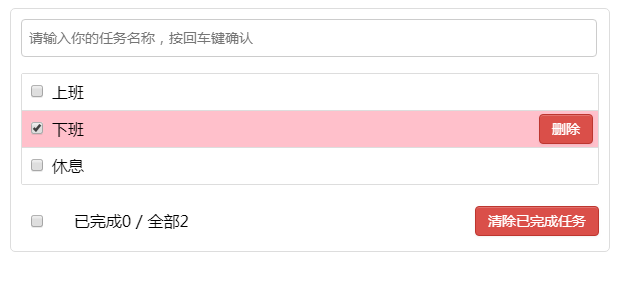 请输入你的任务名称，按回车键确认
上班
下班 删除
休息
已完成0 / 全部2 清除已完成任务